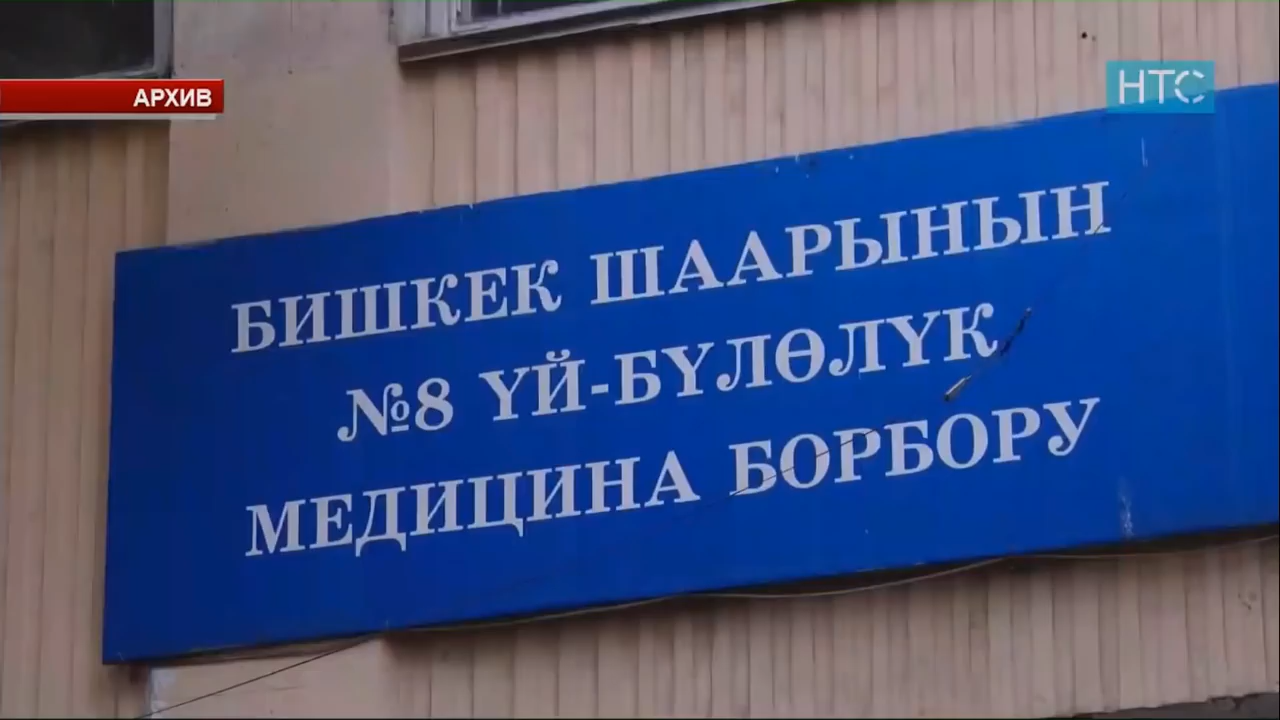 АРХИВ
НТС
БИШКЕК ШААРЫНЫН
№8 ҮЙ-БҮЛӨЛҮК
МЕДИЦИНА БОРБОРУ